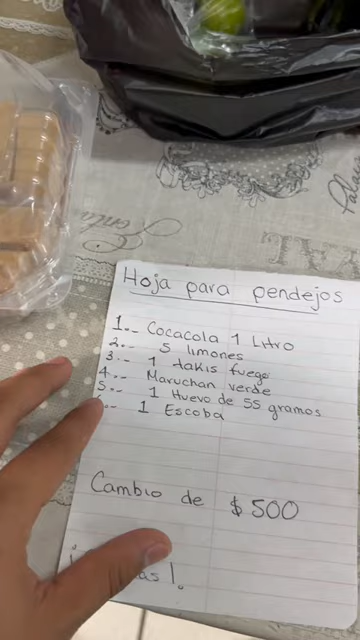 Hoja para pendejos
1.- Cocacola 1 Litro
2.- 5 limones
3.- 1 takis fuego
4.- Maruchan verde
5.- 1 Huevo de 55 gramos
1 Escoba
Cambio de $500